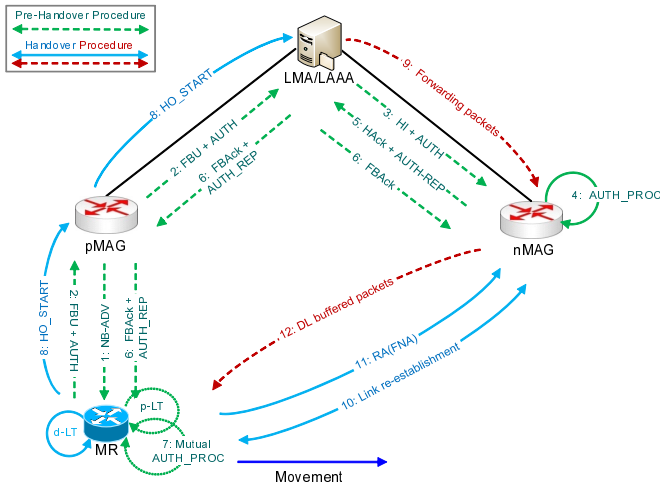 Pre-Handover Procedure
Handover Procedure
LMA/LAAA
8: HO_START
9: Forwarding packets
2: FBU + AUTH
6: FBAck +
AUTH_REP
3: HI + AUTH
5: HAck + AUTH-REP
6: FBAck
4: AUTH_PROC
pMAG
nMAG
8: HO_START
2: FBU + AUTH
1: NB-ADV
6: FBAck +
AUTH_REP
12: DL buffered packets
11: RA(FNA)
10: Link re-establishment
p-LT
d-LT
MR
7: Mutual
AUTH_PROC
Movement